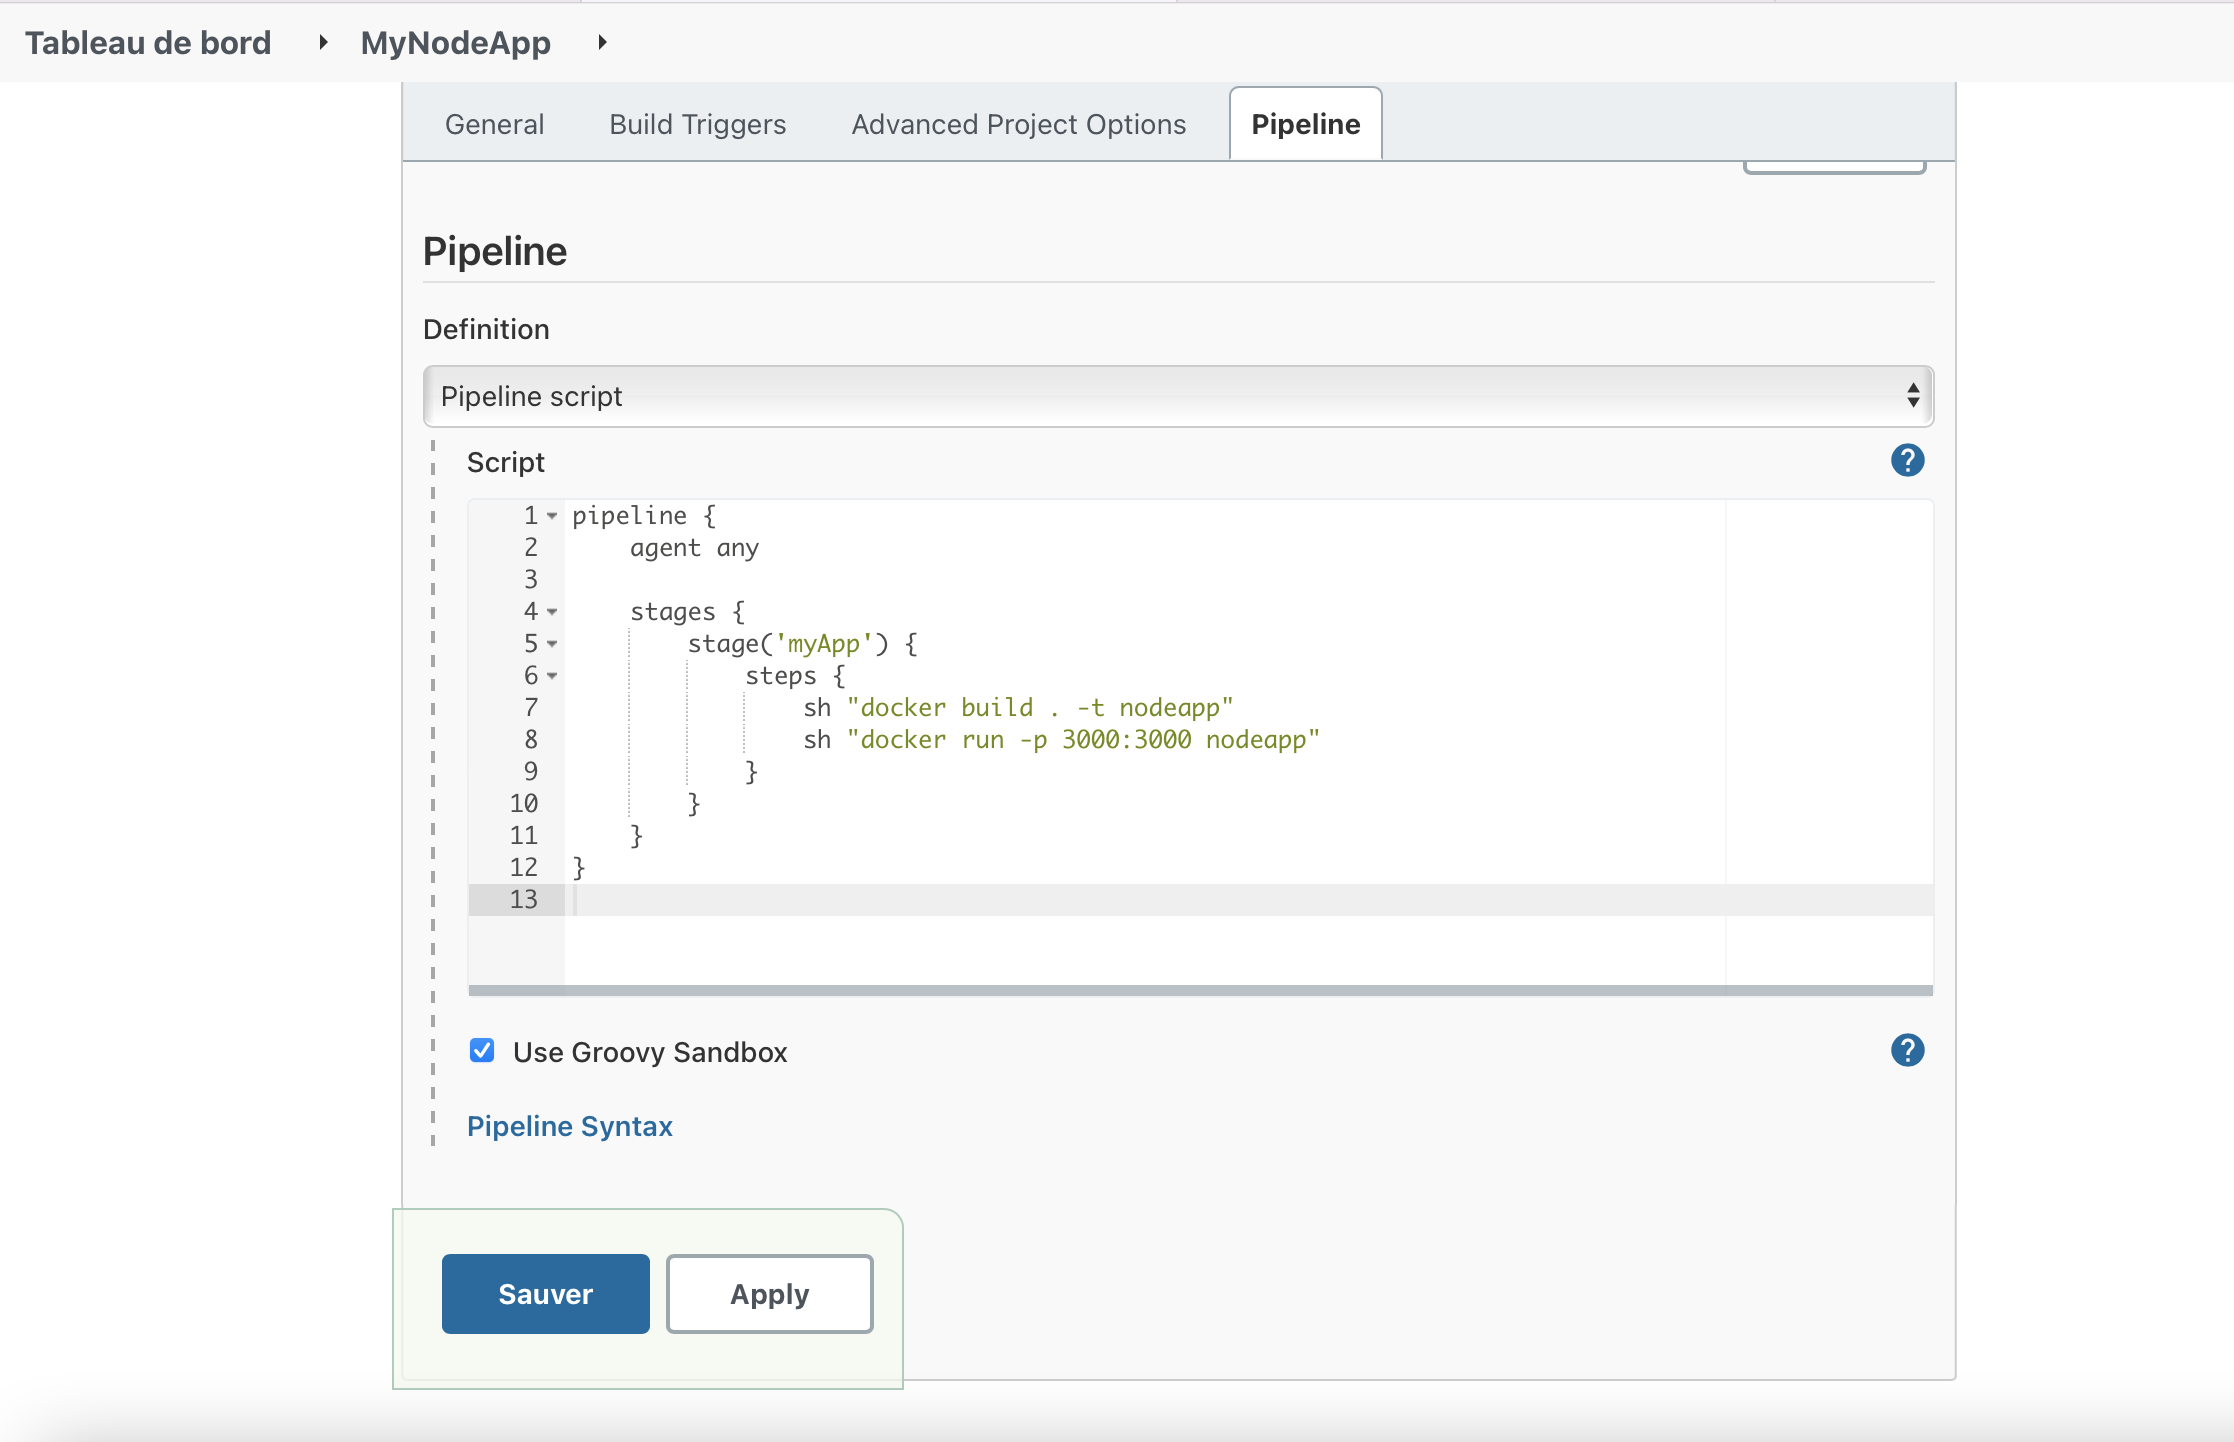 Tableau de bord MyNodeApp
General Build Triggers Advanced Project Options Pipeline
Pipeline
Definition
Pipeline script
Script
?
1 pipeline {
2     agent any
3
4     stages {
5         stage('myApp') {
6             steps {
7                 sh "docker build . -t nodeapp"
8                 sh "docker run -p 3000:3000 nodeapp"
9             }
10         }
11     }
12 }
13
Use Groovy Sandbox ?
Pipeline Syntax
Sauver Apply